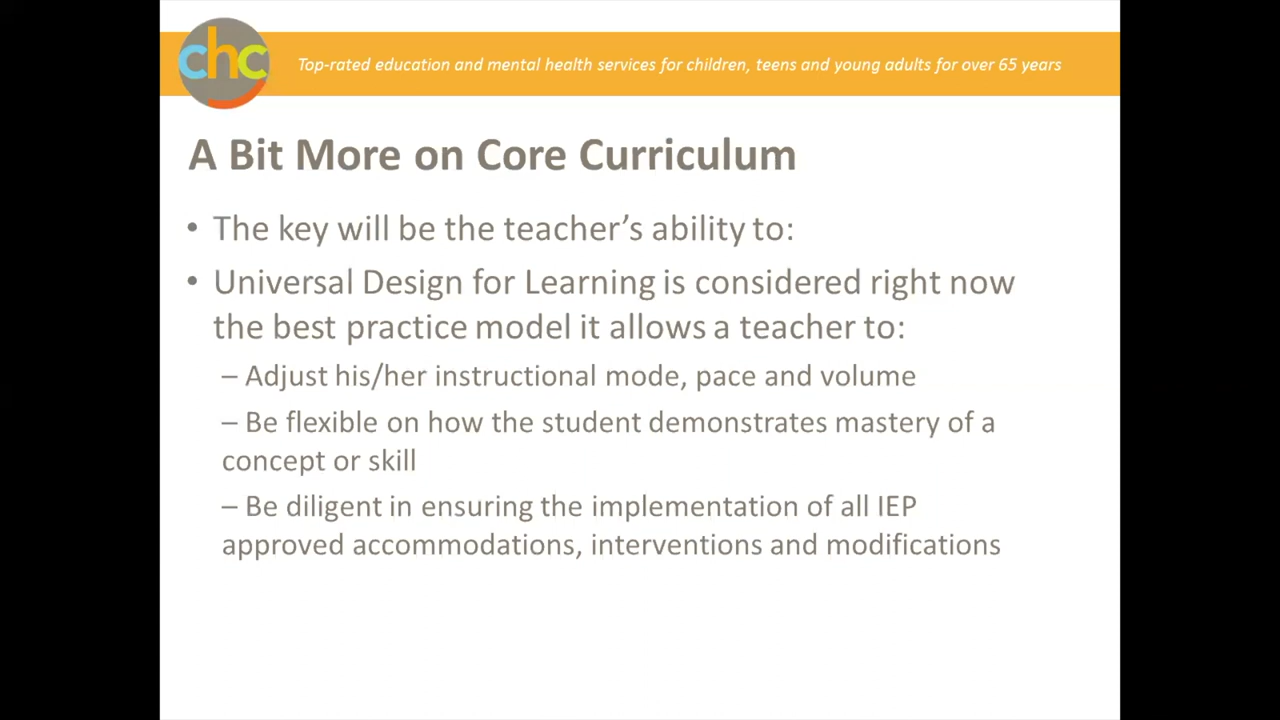 chc
Top-rated education and mental health services for children, teens and young adults for over 65 years
A Bit More on Core Curriculum
• The key will be the teacher’s ability to:
• Universal Design for Learning is considered right now
the best practice model it allows a teacher to:
– Adjust his/her instructional mode, pace and volume
– Be flexible on how the student demonstrates mastery of a
concept or skill
– Be diligent in ensuring the implementation of all IEP
approved accommodations, interventions and modifications